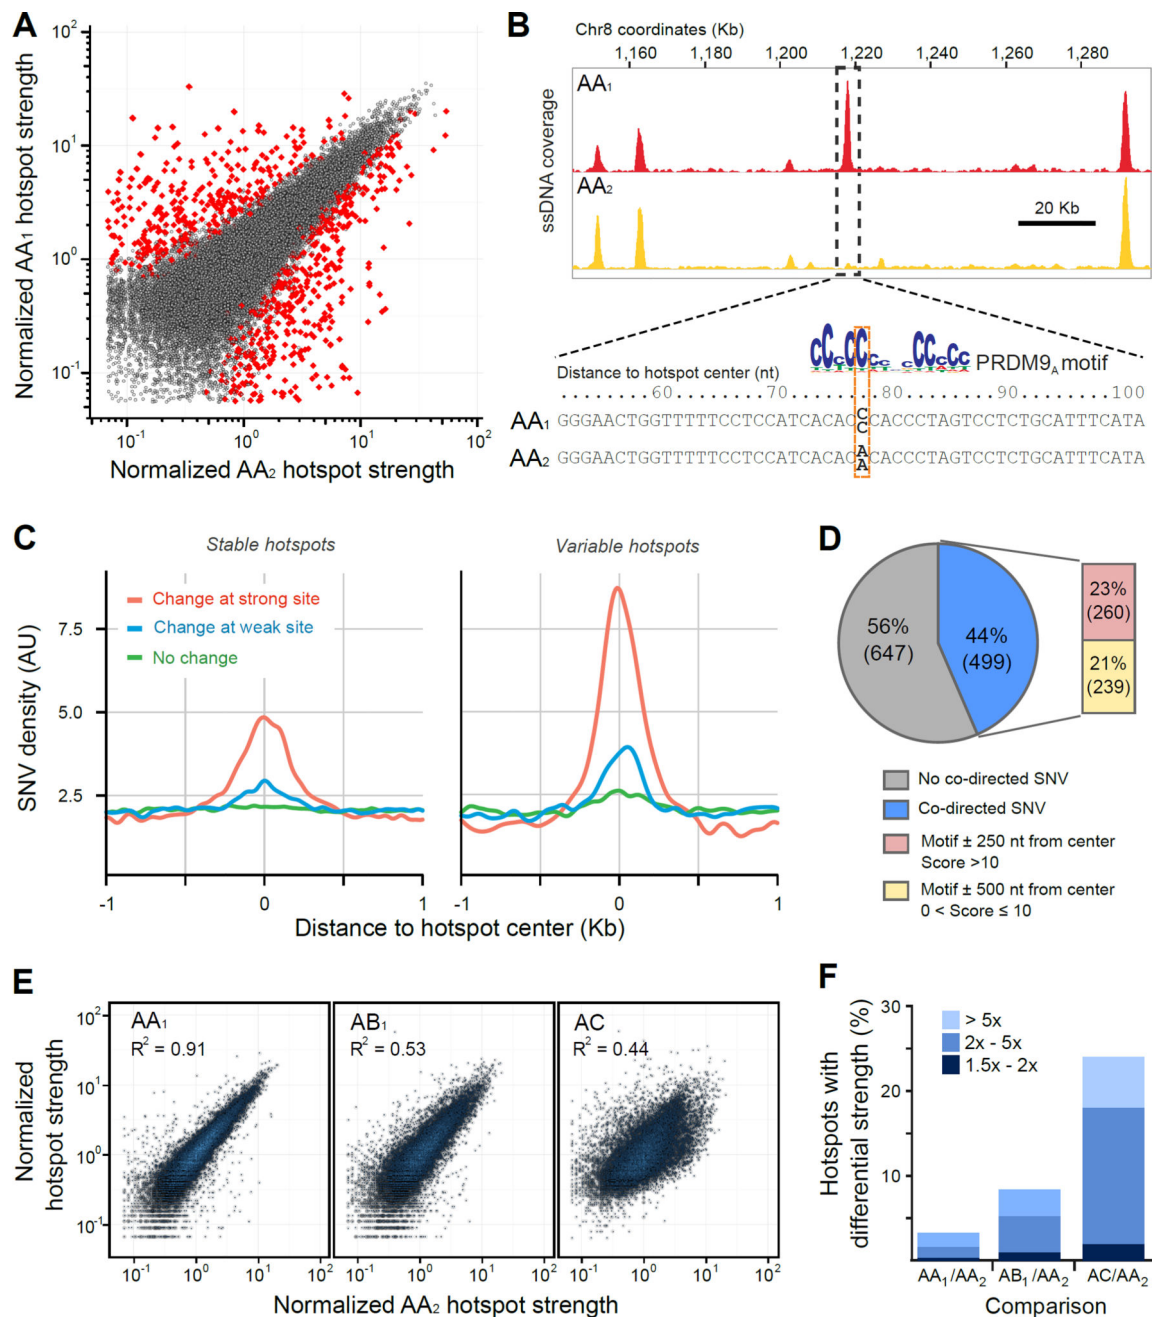 A
Normalized AA1 hotspot strength
10²
10¹
10⁰
10⁻¹
10⁻¹ 10⁰ 10¹ 10²
Normalized AA2 hotspot strength
B
Chr8 coordinates (Kb)
1,160 1,180 1,200 1,220 1,240 1,260 1,280
ssDNA coverage
AA1
AA2
20 Kb
PRDM9A motif
Distance to hotspot center (nt)
60 70 80 90 100
AA1 GGGAACTGGTTTTTCCTCCATCACACCCACCCTAGTCCTCTGCATTTCATA
C
AA2 GGGAACTGGTTTTTCCTCCATCACACACACCCTAGTCCTCTGCATTTCATA
A
C
Stable hotspots Variable hotspots
SNV density (AU)
7.5
5.0
2.5
Change at strong site
Change at weak site
No change
-1 0 1 -1 0 1
Distance to hotspot center (Kb)
D
56%
(647)
44%
(499)
23%
(260)
21%
(239)
No co-directed SNV
Co-directed SNV
Motif ± 250 nt from center
Score >10
Motif ± 500 nt from center
0 < Score ≤ 10
E
Normalized
hotspot strength
10²
10¹
10⁰
10⁻¹
AA1
R² = 0.91
AB1
R² = 0.53
AC
R² = 0.44
10⁻¹ 10⁰ 10¹ 10² 10⁻¹ 10⁰ 10¹ 10² 10⁻¹ 10⁰ 10¹ 10²
Normalized AA2 hotspot strength
F
Hotspots with
differential strength (%)
30
20
10
> 5x
2x - 5x
1.5x - 2x
AA1/AA2 AB1/AA2 AC/AA2
Comparison